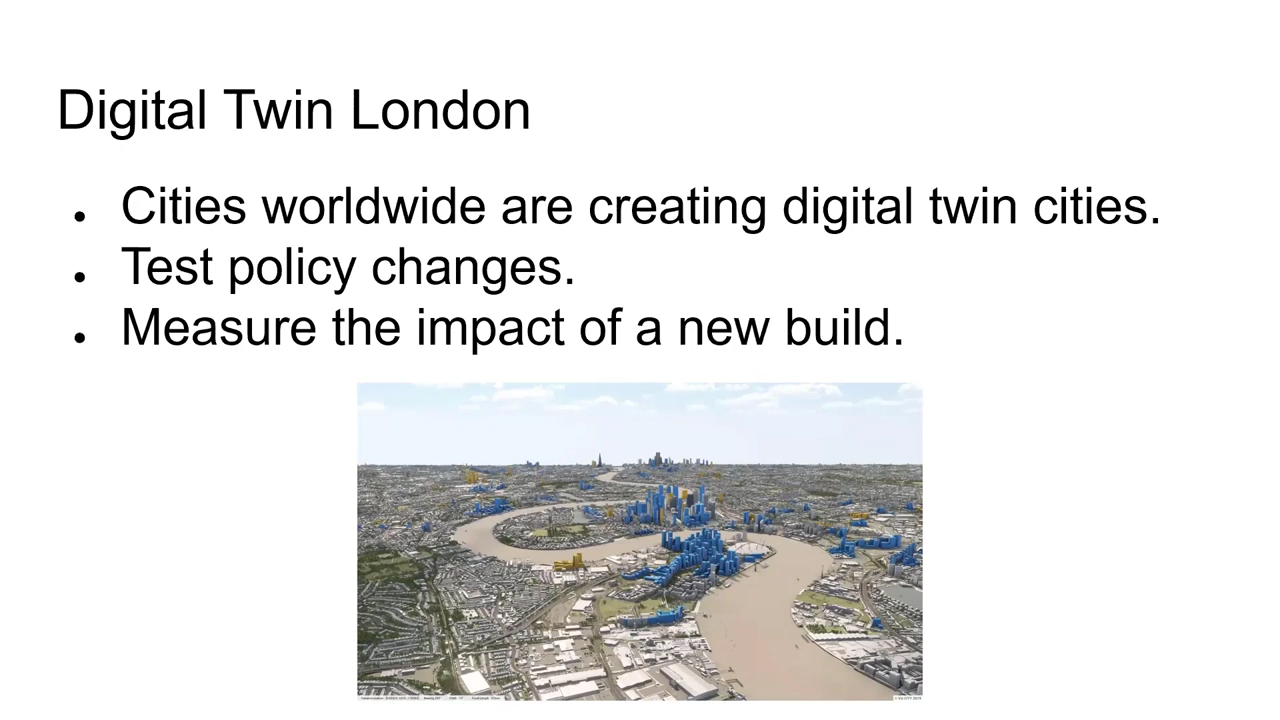 Digital Twin London
• Cities worldwide are creating digital twin cities.
• Test policy changes.
• Measure the impact of a new build.